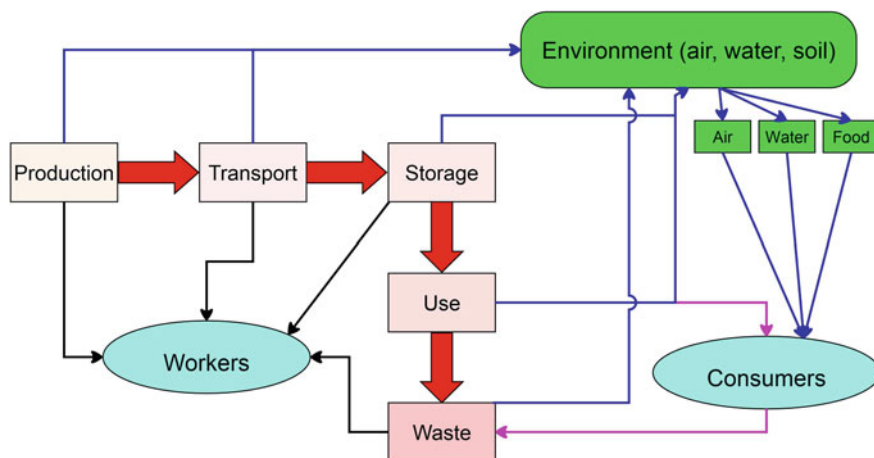 Environment (air, water, soil)
Air
Water
Food
Production
Transport
Storage
Use
Workers
Consumers
Waste